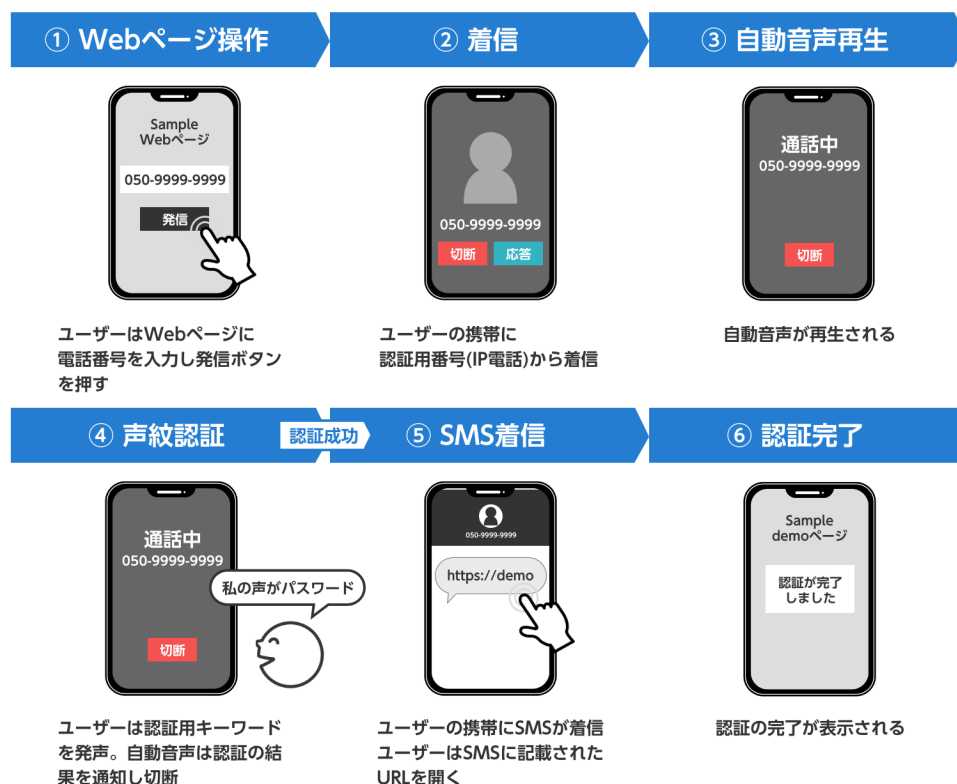 ① Webページ操作
② 着信
③ 自動音声再生
Sample
Webページ
050-9999-9999
発信
050-9999-9999
切断
応答
通話中
050-9999-9999
切断
ユーザーはWebページに
電話番号を入力し発信ボタン
を押す
ユーザーの携帯に
認証用番号(IP電話)から着信
自動音声が再生される
④ 声紋認証
認証成功
⑤ SMS着信
⑥ 認証完了
通話中
050-9999-9999
私の声がパスワード
切断
050-9999-9999
https://demo
Sample
demoページ
認証が完了
しました
ユーザーは認証用キーワード
を発声。自動音声は認証の結
果を通知し切断
ユーザーの携帯にSMSが着信
ユーザーはSMSに記載された
URLを開く
認証の完了が表示される